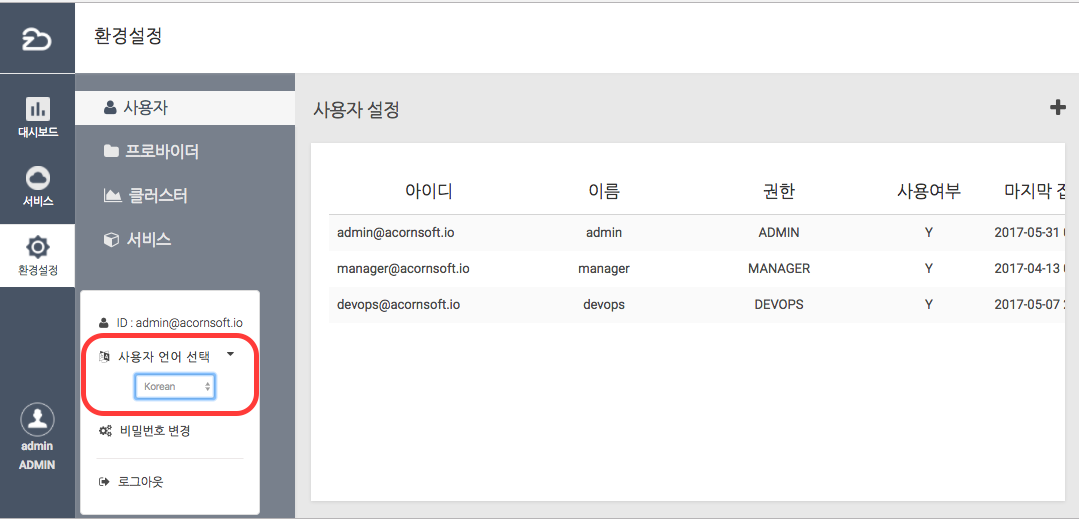 환경설정
대시보드
서비스
환경설정
admin
ADMIN
사용자
프로바이더
클러스터
서비스
ID : admin@acornsoft.io
사용자 언어 선택
Korean
비밀번호 변경
로그아웃
사용자 설정
아이디 이름 권한 사용여부 마지막
admin@acornsoft.io admin ADMIN Y 2017-05-31
manager@acornsoft.io manager MANAGER Y 2017-04-13
devops@acornsoft.io devops DEVOPS Y 2017-05-07